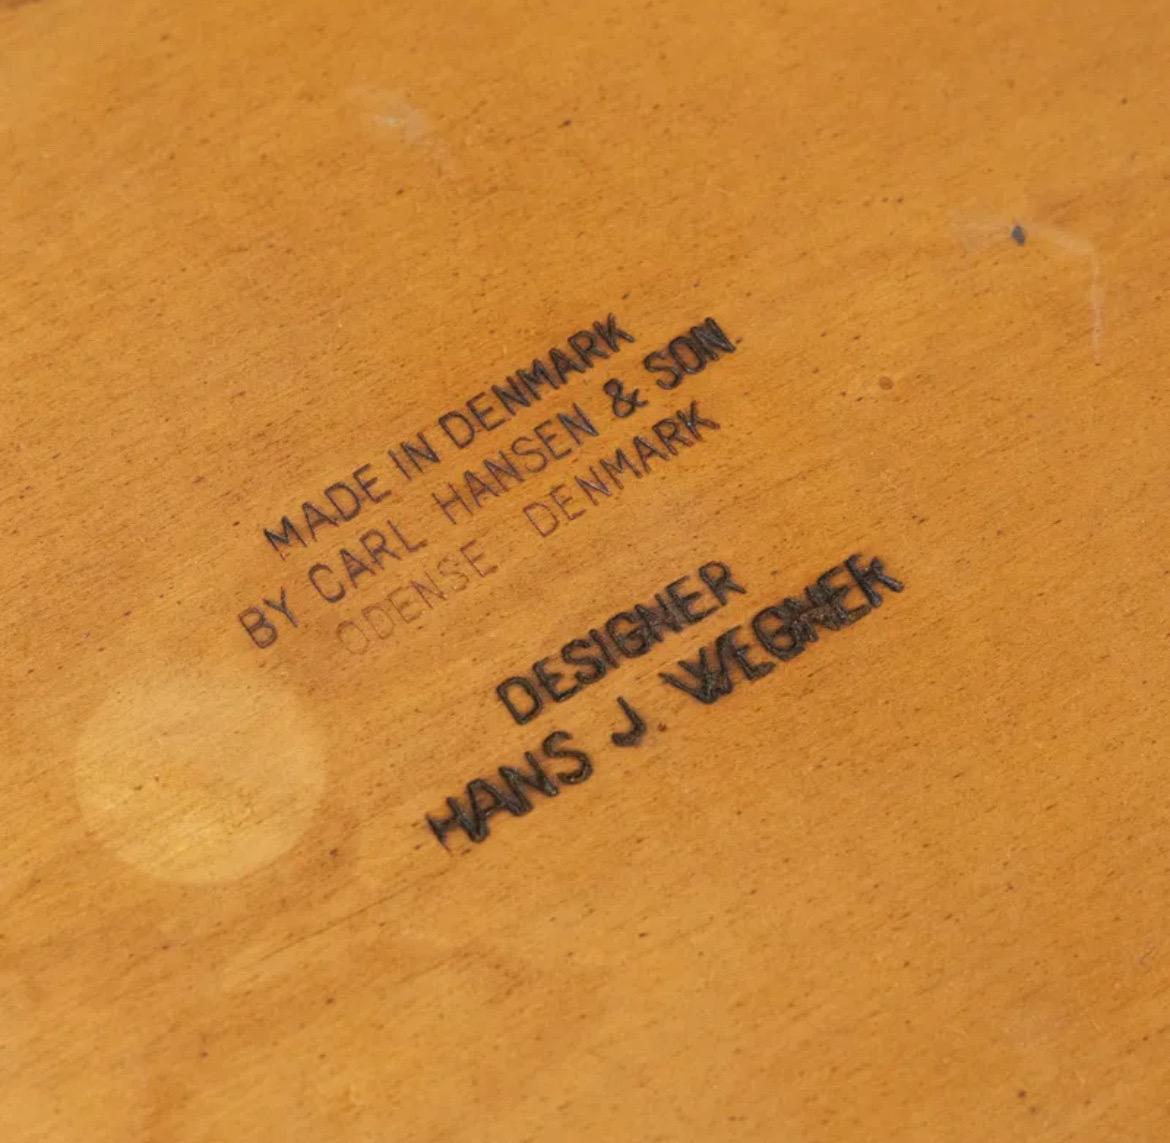 MADE IN DENMARK
BY CARL HANSEN & SON
ODENSE DENMARK
DESIGNER
HANS J. WEGNER